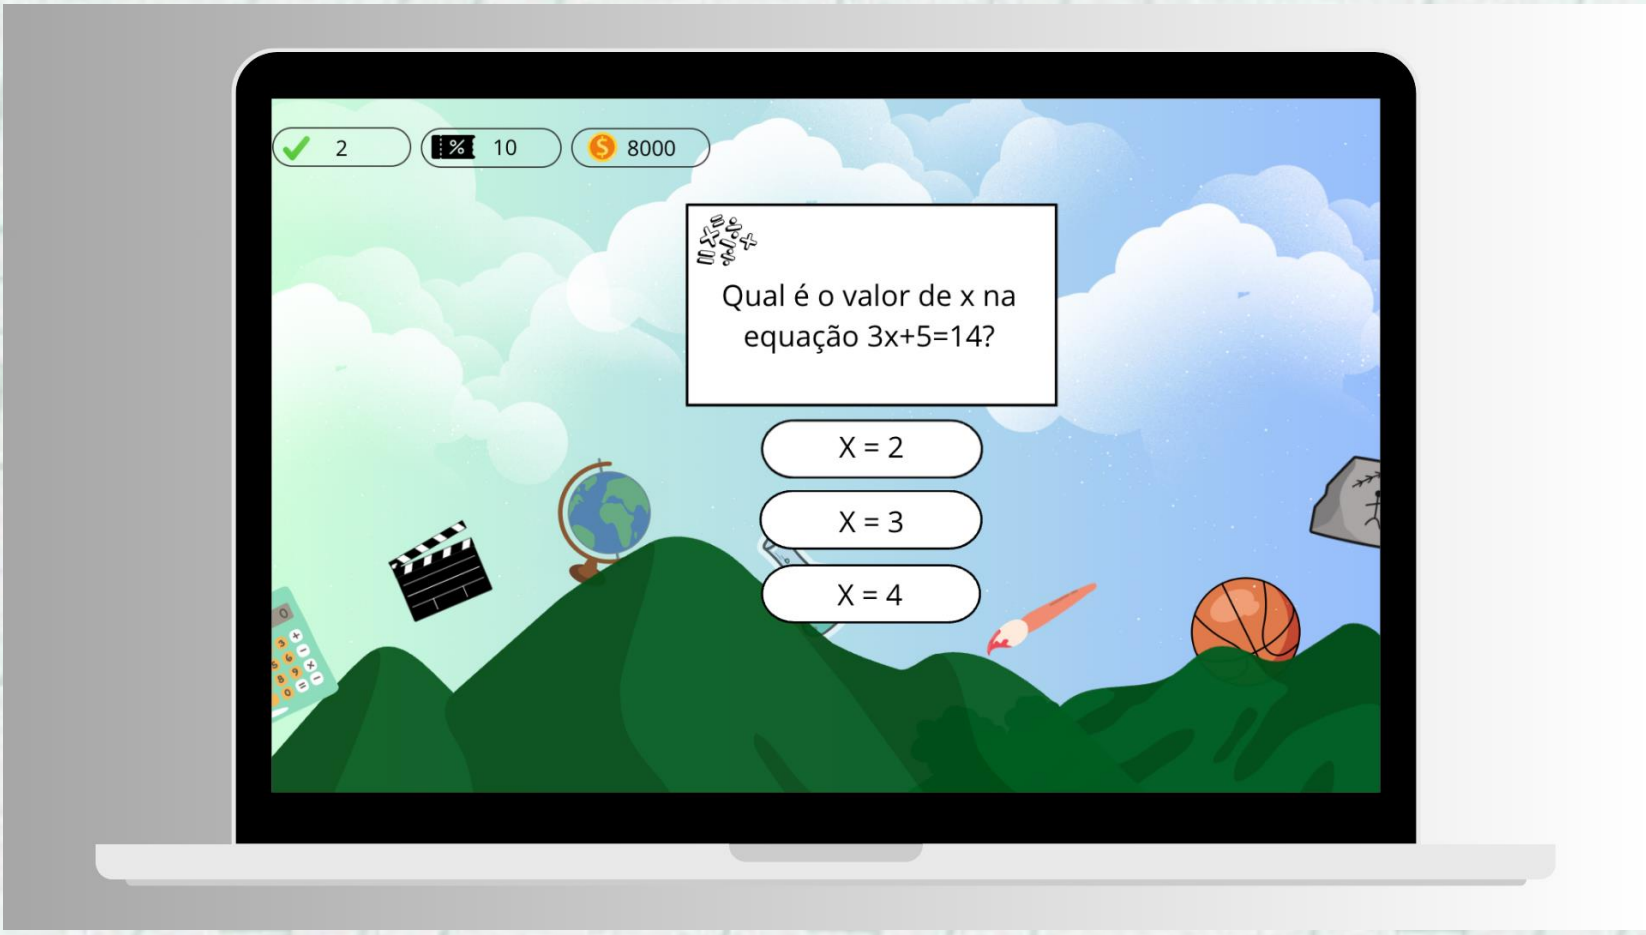 2
% 10
$ 8000
Qual é o valor de x na
equação 3x+5=14?
X = 2
X = 3
X = 4